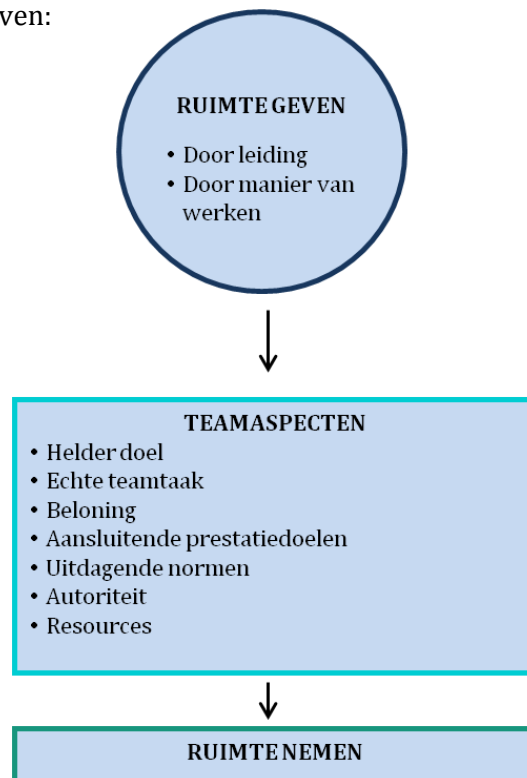 ven:
RUIMTE GEVEN
• Door leiding
• Door manier van
werken
TEAMASPECTEN
• Helder doel
• Echte teamtaak
• Beloning
• Aansluitende prestatiedoelen
• Uitdagende normen
• Autoriteit
• Resources
RUIMTE NEMEN